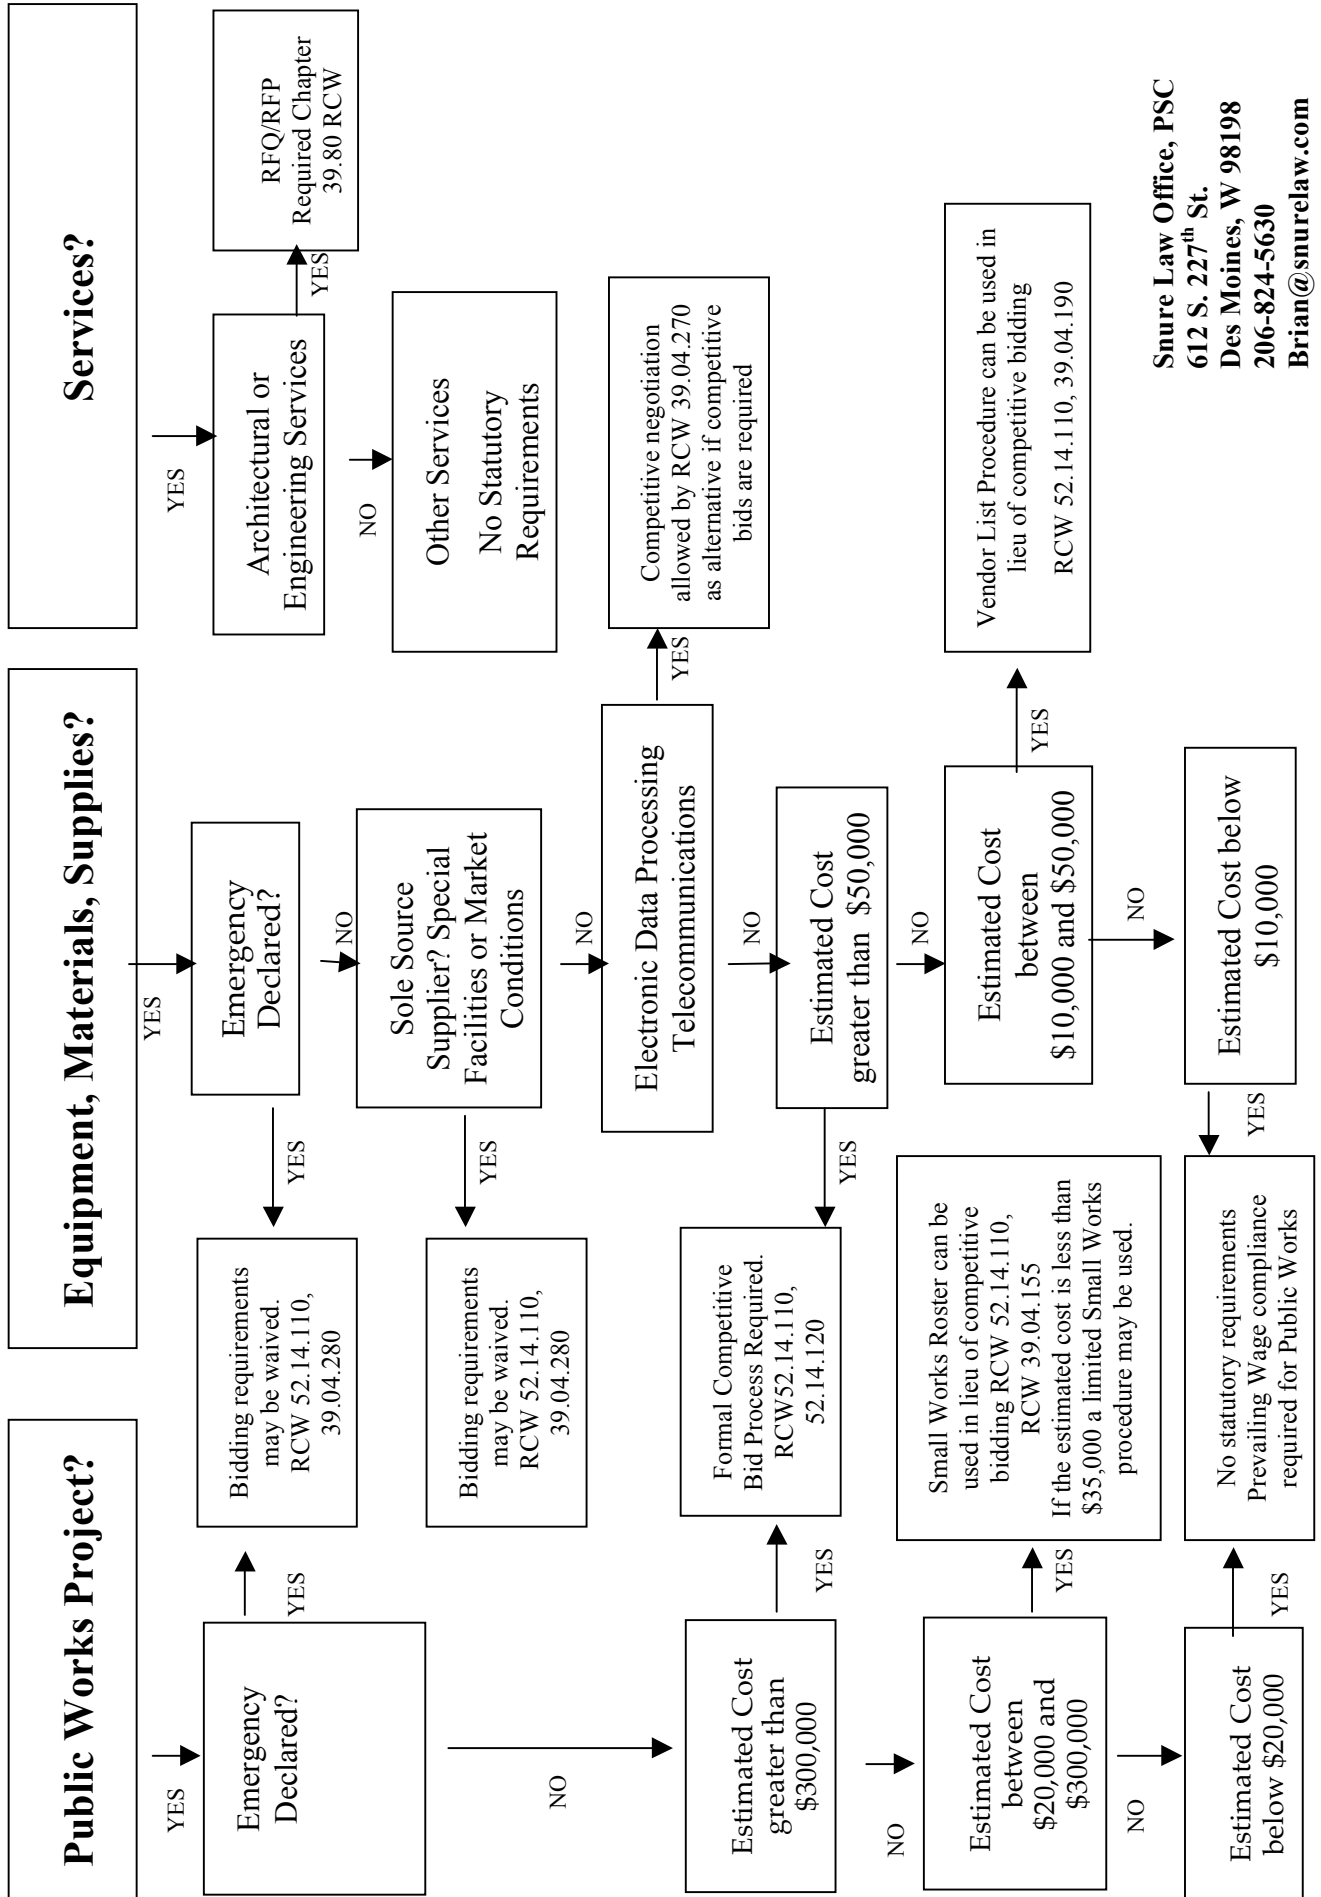 Public Works Project?
Equipment, Materials, Supplies?
Services?
YES
Emergency
Declared?
YES
Bidding requirements
may be waived.
RCW 52.14.110,
39.04.280
NO
Estimated Cost
greater than
$300,000
YES
Formal Competitive
Bid Process Required.
RCW52.14.110,
52.14.120
NO
Estimated Cost
between
$20,000 and
$300,000
YES
Small Works Roster can be
used in lieu of competitive
bidding RCW 52.14.110,
RCW 39.04.155
If the estimated cost is less than
$35,000 a limited Small Works
procedure may be used.
NO
Estimated Cost
below $20,000
YES
No statutory requirements
Prevailing Wage compliance
required for Public Works
YES
Emergency
Declared?
YES
NO
Sole Source
Supplier? Special
Facilities or Market
Conditions
YES
Bidding requirements
may be waived.
RCW 52.14.110,
39.04.280
NO
Electronic Data Processing
Telecommunications
YES
Competitive negotiation
allowed by RCW 39.04.270
as alternative if competitive
bids are required
NO
Estimated Cost
greater than $50,000
YES
NO
Estimated Cost
between
$10,000 and $50,000
YES
Vendor List Procedure can be used in
lieu of competitive bidding
RCW 52.14.110, 39.04.190
NO
Estimated Cost below
$10,000
YES
YES
Architectural or
Engineering Services
YES
RFQ/RFP
Required Chapter
39.80 RCW
NO
Other Services
No Statutory
Requirements
Snure Law Office, PSC
612 S. 227th St.
Des Moines, W 98198
206-824-5630
Brian@snurelaw.com